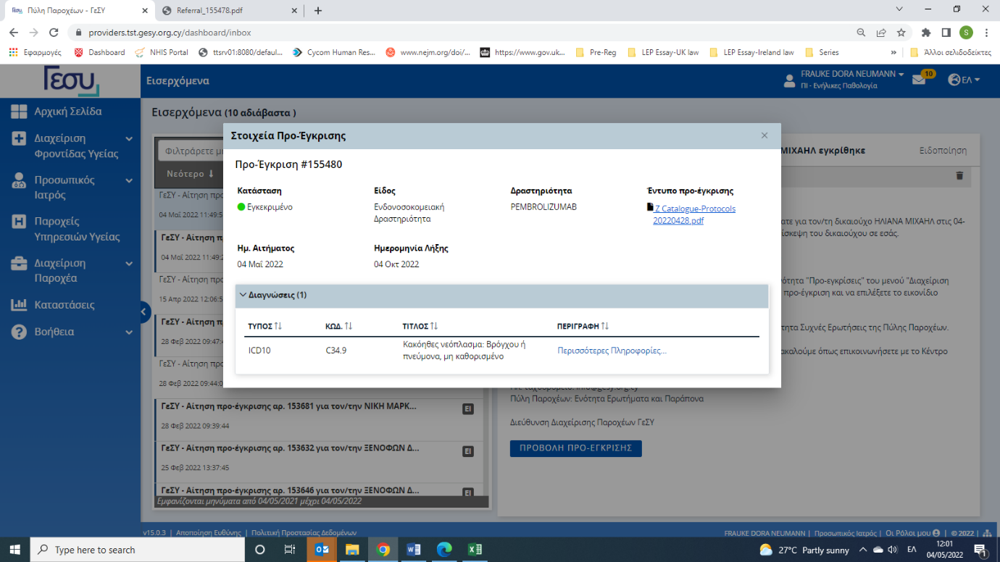 Πύλη Παροχέων - ΓεΣΥ
Referral_155478.pdf
providers.tst.gesy.org.cy/dashboard/inbox
Εφαρμογές
Dashboard
NHIS Portal
ttsrv01:8080/defaul...
Cycom Human Res...
www.nejm.org/doi/...
https://www.gov.uk...
Pre-Reg
LEP Essay-UK law
LEP Essay-Ireland law
Series
»
Άλλοι σελιδοδείκτες
Γεσυ
Εισερχόμενα
FRAUKE DORA NEUMANN
ΠΙ - Ενήλικες Παθολογία
10
ΕΛ
Αρχική Σελίδα
Διαχείριση
Φροντίδας Υγείας
Προσωπικός
Ιατρός
Παροχείς
Υπηρεσιών Υγείας
Διαχείριση
Παροχέα
Καταστάσεις
Βοήθεια
Εισερχόμενα (10 αδιάβαστα )
Φιλτράρετε μ
Νεότερο
ΓεΣΥ - Αίτηση προ
04 Μαΐ 2022 11:49:5
ΓεΣΥ - Αίτηση π
04 Μαΐ 2022 11:49:2
ΓεΣΥ - Αίτηση προ
15 Απρ 2022 12:06:5
ΓεΣΥ - Αίτηση π
28 Φεβ 2022 09:47:4
ΓεΣΥ - Αίτηση προ
28 Φεβ 2022 09:44:0
ΓεΣΥ - Αίτηση προ-έγκρισης αρ. 153681 για τον/την ΝΙΚΗ ΜΑΡΚ...
EI
28 Φεβ 2022 09:39:44
ΓεΣΥ - Αίτηση προ-έγκρισης αρ. 153632 για τον/την ΞΕΝΟΦΩΝ Δ...
EI
25 Φεβ 2022 13:37:45
ΓεΣΥ - Αίτηση προ-έγκρισης αρ. 153646 για τον/την ΞΕΝΟΦΩΝ Δ...
EI
Εμφανίζονται μηνύματα από 04/05/2021 μέχρι 04/05/2022
Στοιχεία Προ-Έγκρισης
Προ-Έγκριση #155480
Κατάσταση
Εγκεκριμένο
Είδος
Ενδονοσοκομειακή
Δραστηριότητα
Δραστηριότητα
PEMBROLIZUMAB
Έντυπο προ-έγκρισης
Z Catalogue-Protocols
20220428.pdf
Ημ. Αιτήματος
04 Μαΐ 2022
Ημερομηνία Λήξης
04 Οκτ 2022
Διαγνώσεις (1)
ΤΥΠΟΣ ΚΩΔ. ΤΙΤΛΟΣ ΠΕΡΙΓΡΑΦΗ
ICD10 C34.9 Κακόηθες νεόπλασμα: Βρόγχου ή
πνεύμονα, μη καθορισμένο
Περισσότερες Πληροφορίες...
ΜΙΧΑΗΛ εγκρίθηκε
Ειδοποίηση
ατε για τον/τη δικαιούχο ΗΛΙΑΝΑ ΜΙΧΑΗΛ στις 04-
ίσκεψη του δικαιούχου σε εσάς.
ότητα "Προ-εγκρίσεις" του μενού "Διαχείριση
προ-έγκριση και να επιλέξετε το εικονίδιο
τητα Συχνές Ερωτήσεις της Πύλης Παροχέων.
ακαλούμε όπως επικοινωνήσετε με το Κέντρο
Πύλη Παροχέων: Ενότητα Ερωτήματα και Παράπονα
Διεύθυνση Διαχείρισης Παροχέων ΓεΣΥ
ΠΡΟΒΟΛΗ ΠΡΟ-ΕΓΚΡΙΣΗΣ
v15.0.3 | Αποποίηση Ευθύνης | Πολιτική Προστασίας Δεδομένων
FRAUKE DORA NEUMANN | Προσωπικός Ιατρός | Οι Ρόλοι μου | © 2022 |
Type here to search
27°C Partly sunny
ΕΛ
12:01
04/05/2022
1